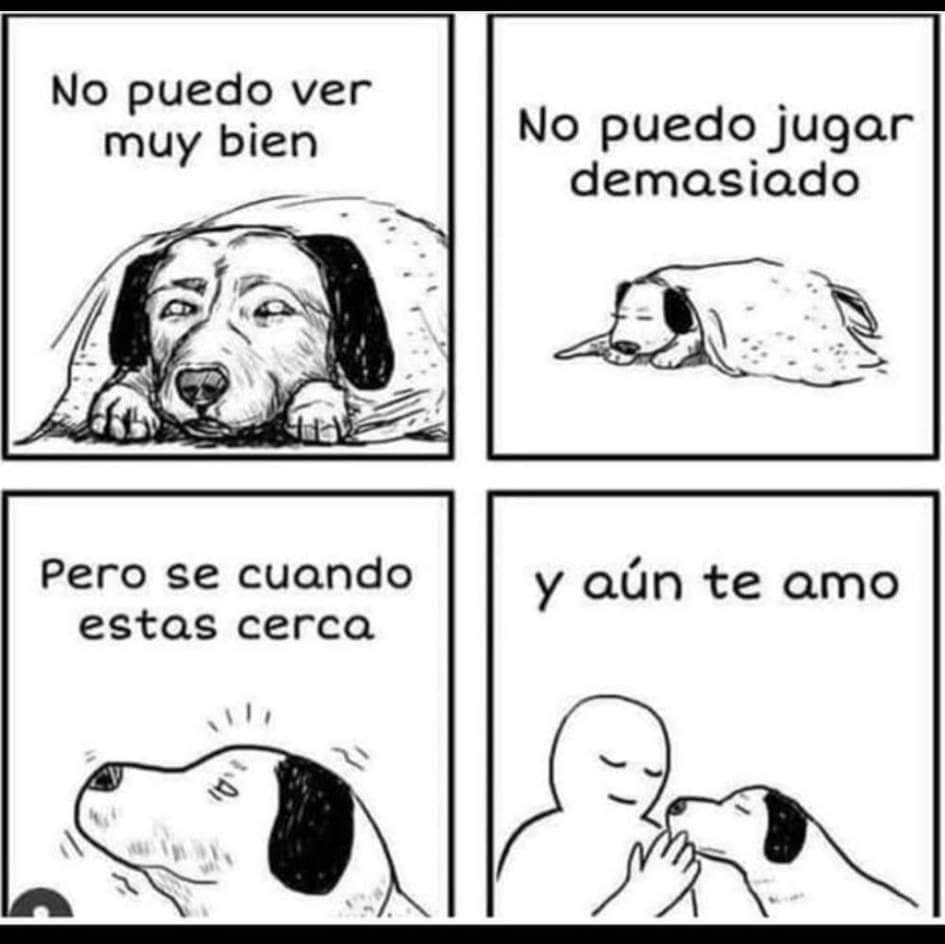 No puedo ver
muy bien
No puedo jugar
demasiado
Pero se cuando
estas cerca
y aún te amo